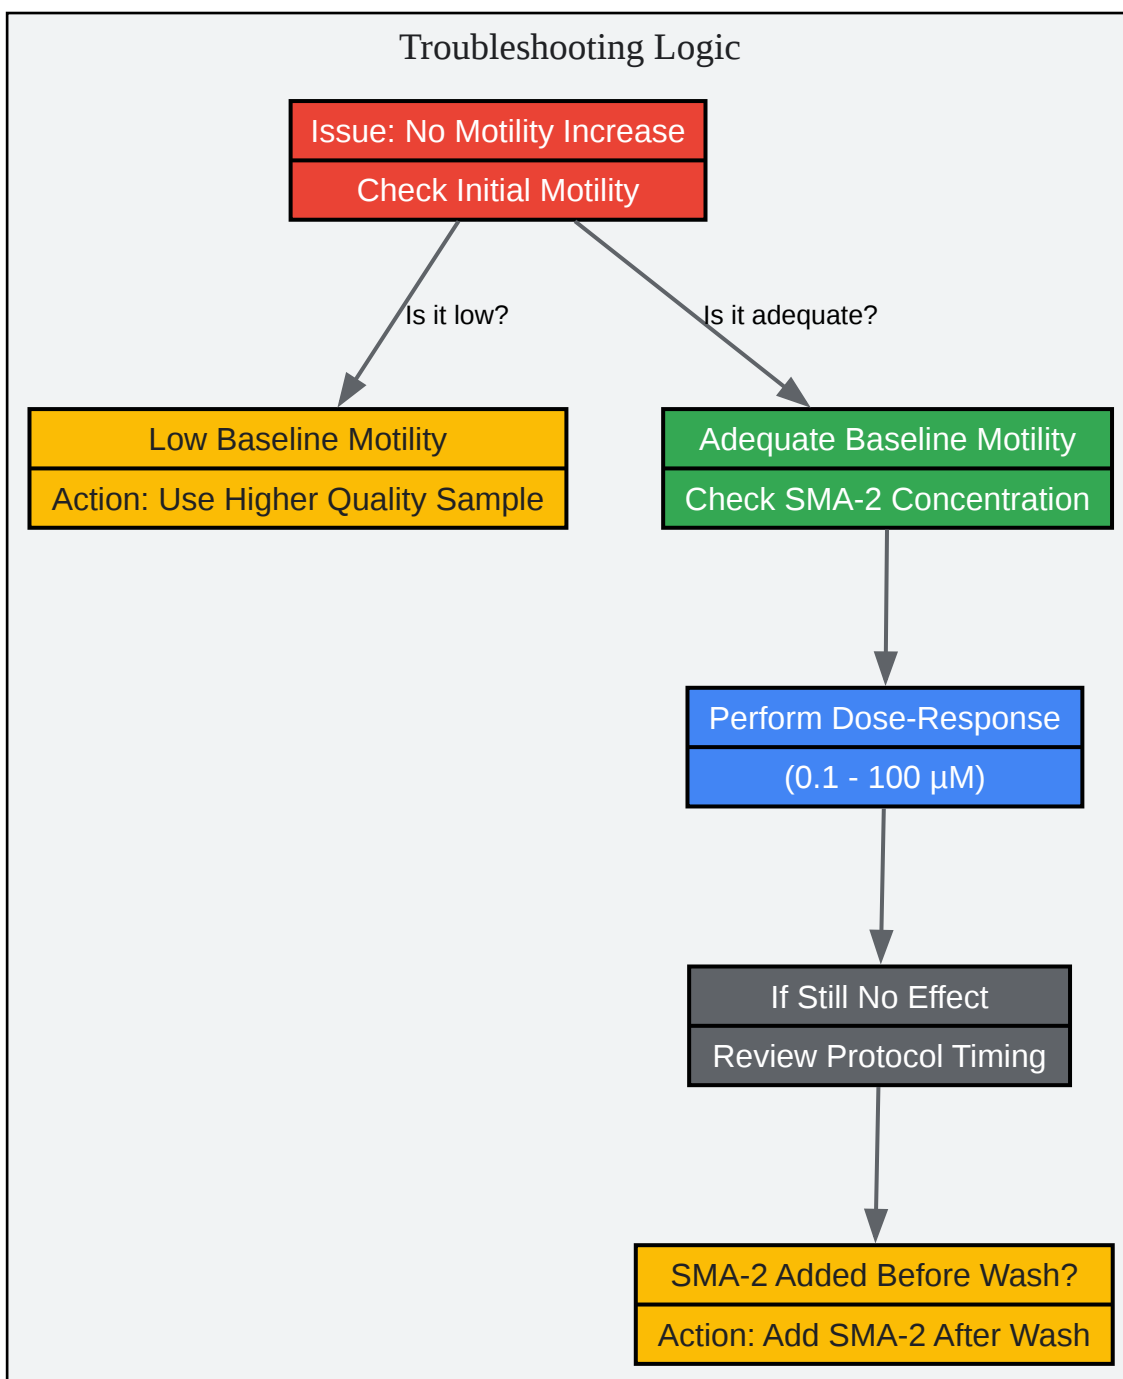 Troubleshooting Logic
Issue: No Motility Increase
Check Initial Motility
Is it low?
Is it adequate?
Low Baseline Motility
Action: Use Higher Quality Sample
Adequate Baseline Motility
Check SMA-2 Concentration
Perform Dose-Response
(0.1 - 100 µM)
If Still No Effect
Review Protocol Timing
SMA-2 Added Before Wash?
Action: Add SMA-2 After Wash